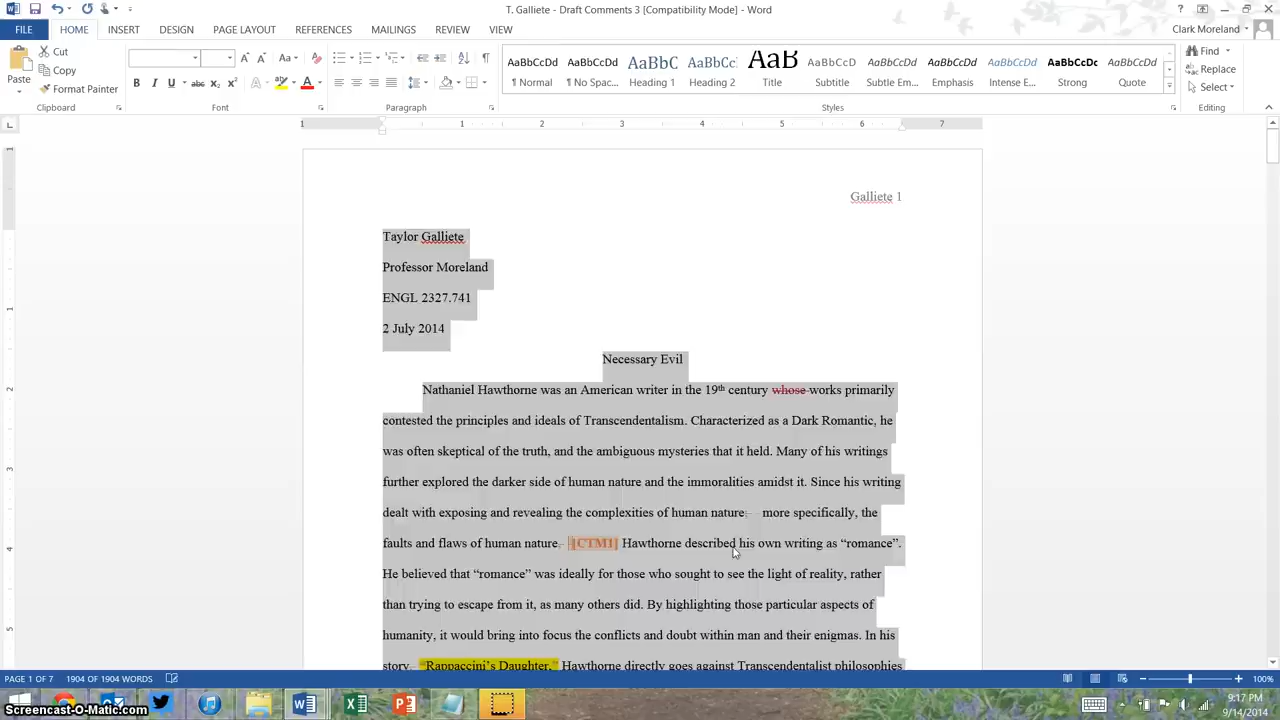 T. Galliete - Draft Comments 3 [Compatibility Mode] - Word
FILE HOME INSERT DESIGN PAGE LAYOUT REFERENCES MAILINGS REVIEW VIEW Clark Moreland
Paste
Cut
Copy
Format Painter
Clipboard
Font
Paragraph
AaBbCcDd AaBbCcDd AaBbC AaBbCc AaB AaBbCcD AaBbCcDd AaBbCcDd AaBbCcDd AaBbCcDc AaBbCcDd
¶ Normal ¶ No Spac... Heading 1 Heading 2 Title Subtitle Subtle Em... Emphasis Intense E... Strong Quote
Styles
Find
Replace
Select
Editing
1 1 2 3 4 5 6 7
Galliete 1
Taylor Galliete
Professor Moreland
ENGL 2327.741
2 July 2014
Necessary Evil
Nathaniel Hawthorne was an American writer in the 19th century whose works primarily
contested the principles and ideals of Transcendentalism. Characterized as a Dark Romantic, he
was often skeptical of the truth, and the ambiguous mysteries that it held. Many of his writings
further explored the darker side of human nature and the immoralities amidst it. Since his writing
dealt with exposing and revealing the complexities of human nature; more specifically, the
faults and flaws of human nature. [CTM1] Hawthorne described his own writing as “romance”.
He believed that “romance” was ideally for those who sought to see the light of reality, rather
than trying to escape from it, as many others did. By highlighting those particular aspects of
humanity, it would bring into focus the conflicts and doubt within man and their enigmas. In his
story, “Rappaccini’s Daughter,” Hawthorne directly goes against Transcendentalist philosophies
PAGE 1 OF 7 1904 OF 1904 WORDS 100%
Screencast-O-Matic.com
9:17 PM
9/14/2014